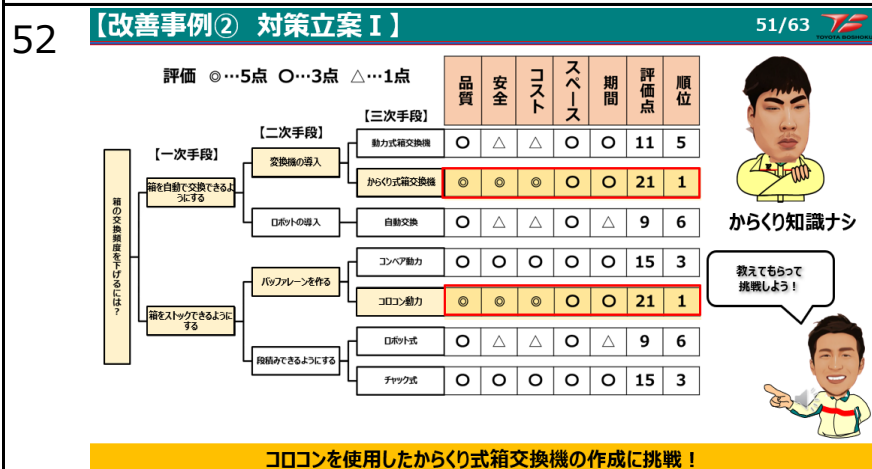 52
【改善事例② 対策立案Ⅰ】
51/63
TOYOTA BOSHOKU
評価 ◎…5点 〇…3点 △…1点
品質 安全 コスト スペース 期間 評価点 順位
【一次手段】
【二次手段】
【三次手段】
箱の交換頻度を下げるには?
箱を自動で交換できるよ
うにする
変換機の導入
動力式箱交換機 〇 △ △ 〇 〇 11 5
からくり式箱交換機 ◎ ◎ ◎ 〇 〇 21 1
ロボットの導入
自動交換 〇 △ △ 〇 △ 9 6
箱をストックできるように
する
バッファレーンを作る
コンベア動力 〇 〇 〇 〇 〇 15 3
コロコン動力 ◎ ◎ ◎ 〇 〇 21 1
段積みできるようにする
ロボット式 〇 △ △ 〇 △ 9 6
チャック式 〇 〇 〇 〇 〇 15 3
からくり知識ナシ
教えてもらって
挑戦しよう!
コロコンを使用したからくり式箱交換機の作成に挑戦!